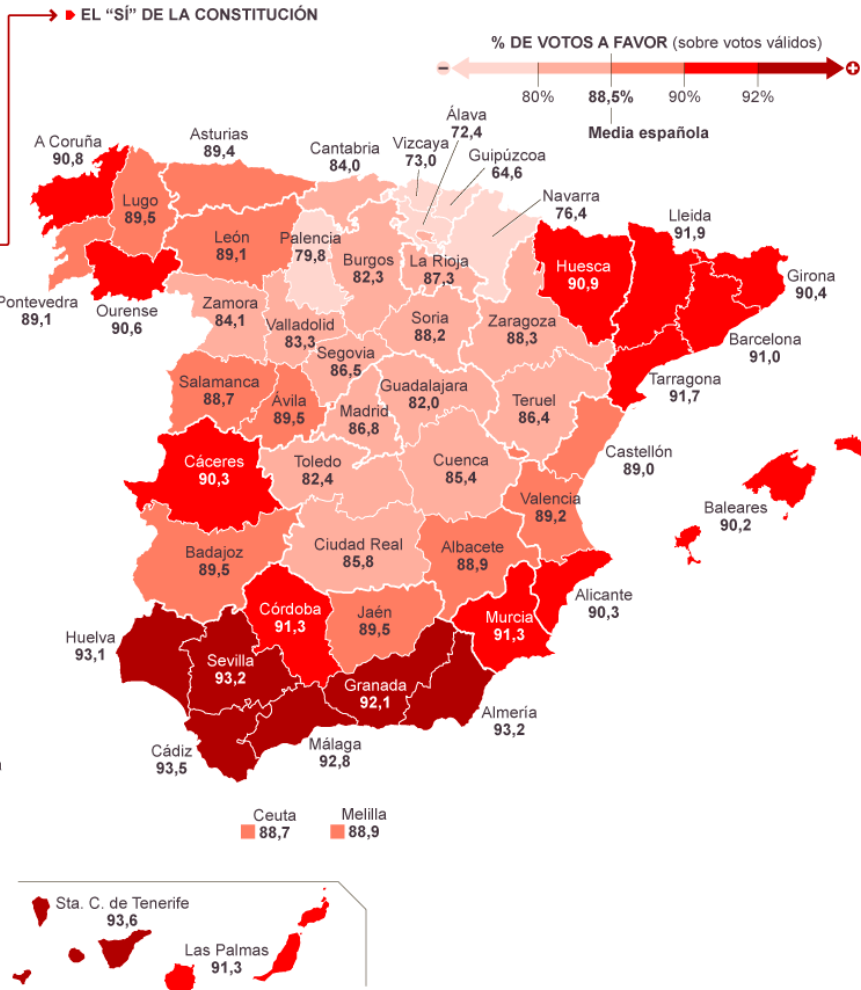 EL “SÍ” DE LA CONSTITUCIÓN
% DE VOTOS A FAVOR (sobre votos válidos)
80%
88,5%
90%
92%
Media española
A Coruña
90,8
Asturias
89,4
Cantabria
84,0
Vizcaya
73,0
Álava
72,4
Guipúzcoa
64,6
Navarra
76,4
Lleida
91,9
Lugo
89,5
León
89,1
Palencia
79,8
Burgos
82,3
La Rioja
87,3
Huesca
90,9
Girona
90,4
Pontevedra
89,1
Ourense
90,6
Zamora
84,1
Valladolid
83,3
Soria
88,2
Zaragoza
88,3
Barcelona
91,0
Segovia
86,5
Tarragona
91,7
Salamanca
88,7
Ávila
89,5
Madrid
86,8
Guadalajara
82,0
Teruel
86,4
Castellón
89,0
Cáceres
90,3
Toledo
82,4
Cuenca
85,4
Valencia
89,2
Baleares
90,2
Badajoz
89,5
Ciudad Real
85,8
Albacete
88,9
Alicante
90,3
Córdoba
91,3
Jaén
89,5
Murcia
91,3
Huelva
93,1
Sevilla
93,2
Granada
92,1
Almería
93,2
Cádiz
93,5
Málaga
92,8
Ceuta
88,7
Melilla
88,9
Sta. C. de Tenerife
93,6
Las Palmas
91,3